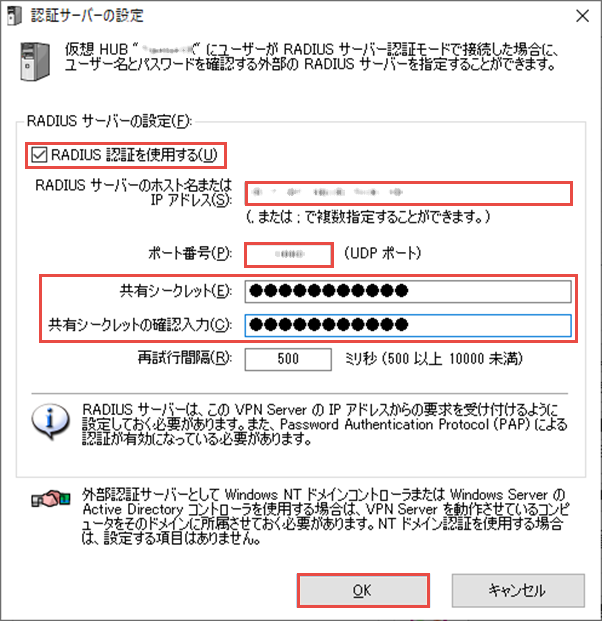 認証サーバーの設定
仮想 HUB "" にユーザーが RADIUS サーバー認証モードで接続した場合に、
ユーザー名とパスワードを確認する外部の RADIUS サーバーを指定することができます。
RADIUS サーバーの設定(F):
RADIUS 認証を使用する(U)
RADIUS サーバーのホスト名または
IP アドレス(S):
(, または ; で複数指定することができます。)
ポート番号(P):
(UDP ポート)
共有シークレット(E): ●●●●●●●●●●●
共有シークレットの確認入力(C): ●●●●●●●●●●●
再試行間隔(R): 500 ミリ秒 (500 以上 10000 未満)
RADIUS サーバーは、この VPN Server の IP アドレスからの要求を受け付けるように
設定しておく必要があります。また、Password Authentication Protocol (PAP) による
認証が有効になっている必要があります。
外部認証サーバーとして Windows NT ドメインコントローラまたは Windows Server の
Active Directory コントローラを使用する場合は、VPN Server を動作させているコンピ
ュータをそのドメインに所属させておく必要があります。NT ドメイン認証を使用する場合
は、設定する項目はありません。
OK
キャンセル